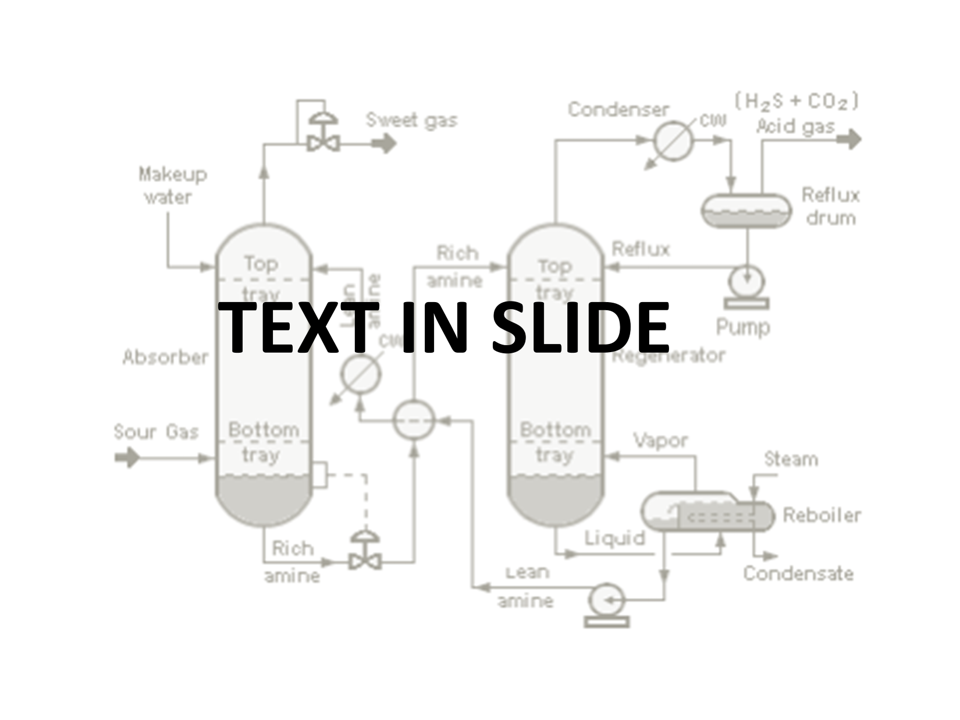 (H₂S + CO₂)
Acid gas
Condenser
CW
Sweet gas
Makeup
water
Reflux
drum
Top
tray
Lean
amine
Rich
amine
Top
tray
Reflux
Pump
TEXT IN SLIDE
Absorber
CW
Regenerator
Sour Gas
Bottom
tray
Bottom
tray
Vapor
Steam
Reboiler
Rich
amine
Liquid
Lean
amine
Condensate